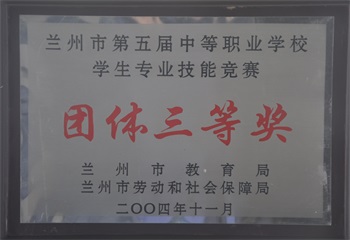 兰州市第五届中等职业学校
学生专业技能竞赛
团体三等奖
兰州市教育局
兰州市劳动和社会保障局
二〇〇四年十一月